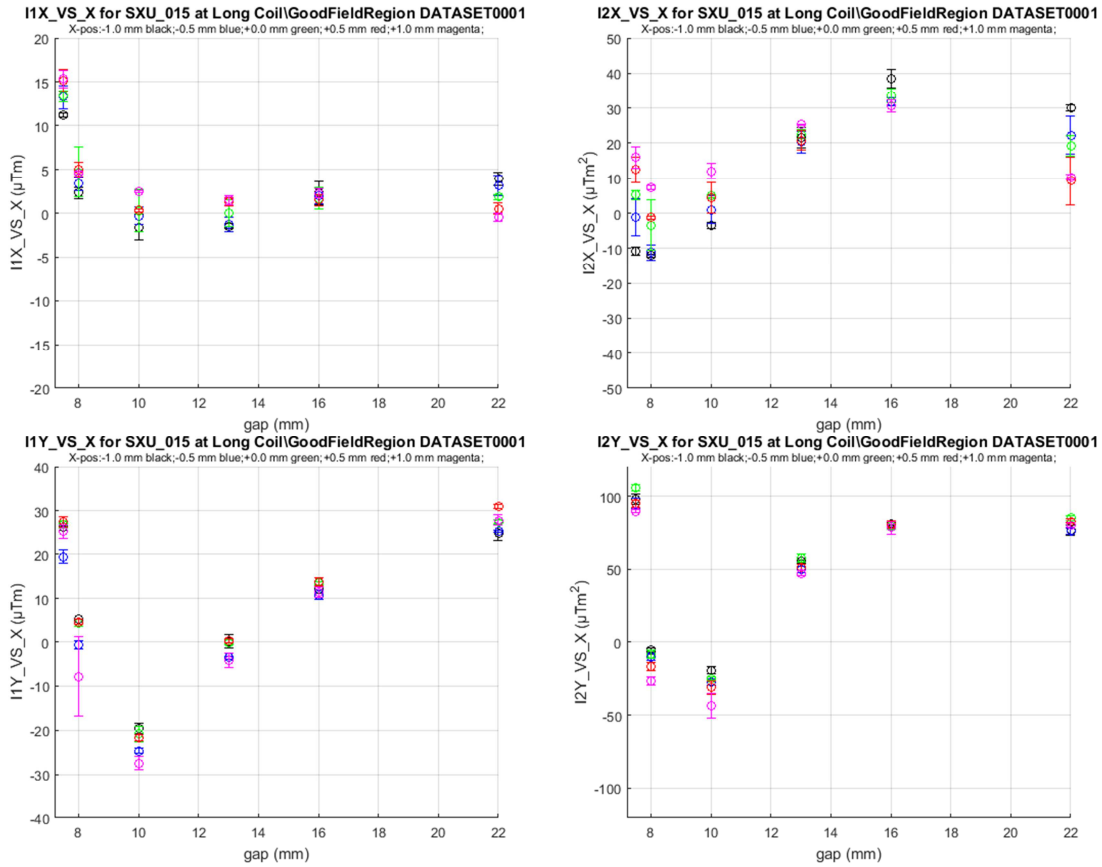 I1X_VS_X for SXU_015 at Long Coil\GoodFieldRegion DATASET0001
X-pos:-1.0 mm black;-0.5 mm blue;+0.0 mm green;+0.5 mm red;+1.0 mm magenta;
20
15
10
5
0
-5
-10
-15
-20
I1X_VS_X (µTm)
8 10 12 14 16 18 20 22
gap (mm)
I2X_VS_X for SXU_015 at Long Coil\GoodFieldRegion DATASET0001
X-pos:-1.0 mm black;-0.5 mm blue;+0.0 mm green;+0.5 mm red;+1.0 mm magenta;
50
40
30
20
10
0
-10
-20
-30
-40
-50
I2X_VS_X (µTm²)
8 10 12 14 16 18 20 22
gap (mm)
I1Y_VS_X for SXU_015 at Long Coil\GoodFieldRegion DATASET0001
X-pos:-1.0 mm black;-0.5 mm blue;+0.0 mm green;+0.5 mm red;+1.0 mm magenta;
40
30
20
10
0
-10
-20
-30
-40
I1Y_VS_X (µTm)
8 10 12 14 16 18 20 22
gap (mm)
I2Y_VS_X for SXU_015 at Long Coil\GoodFieldRegion DATASET0001
X-pos:-1.0 mm black;-0.5 mm blue;+0.0 mm green;+0.5 mm red;+1.0 mm magenta;
100
50
0
-50
-100
I2Y_VS_X (µTm²)
8 10 12 14 16 18 20 22
gap (mm)